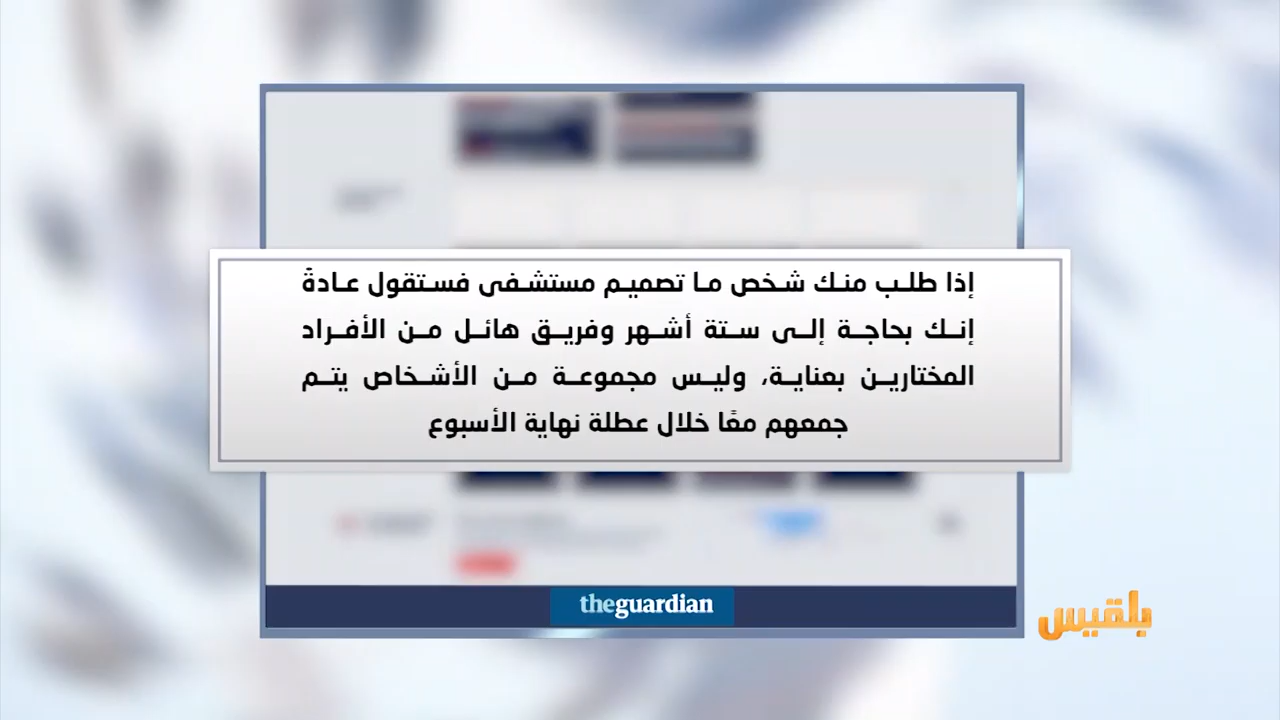 إذا طلب منك شخص ما تصميم مستشفى فستقول عادةً
إنك بحاجة إلى ستة أشهر وفريق هائل من الأفراد
المختارين بعناية، وليس مجموعة من الأشخاص يتم
جمعهم معًا خلال عطلة نهاية الأسبوع
theguardian
بلقيس